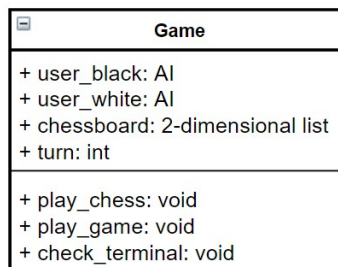 Game
+ user_black: AI
+ user_white: AI
+ chessboard: 2-dimensional list
+ turn: int
+ play_chess: void
+ play_game: void
+ check_terminal: void